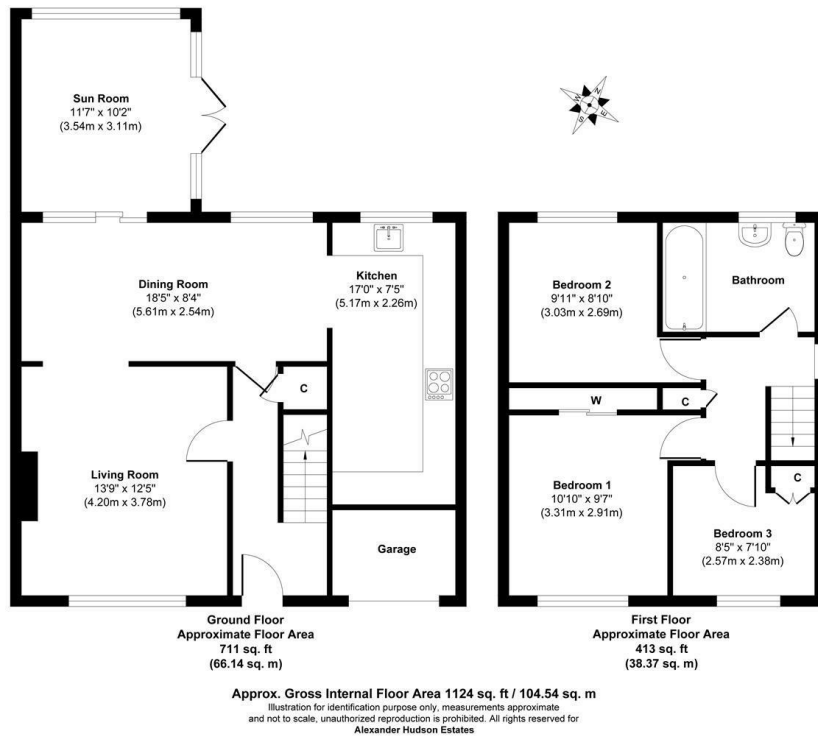 Sun Room
11'7" x 10'2"
(3.54m x 3.11m)
N
E
S
W
Dining Room
18'5" x 8'4"
(5.61m x 2.54m)
Kitchen
17'0" x 7'5"
(5.17m x 2.26m)
C
Living Room
13'9" x 12'5"
(4.20m x 3.78m)
Garage
Ground Floor
Approximate Floor Area
711 sq. ft
(66.14 sq. m)
Bedroom 2
9'11" x 8'10"
(3.03m x 2.69m)
Bathroom
W
C
Bedroom 1
10'10" x 9'7"
(3.31m x 2.91m)
C
Bedroom 3
8'5" x 7'10"
(2.57m x 2.38m)
First Floor
Approximate Floor Area
413 sq. ft
(38.37 sq. m)
Approx. Gross Internal Floor Area 1124 sq. ft / 104.54 sq. m
Illustration for identification purpose only, measurements approximate
and not to scale, unauthorized reproduction is prohibited. All rights reserved for
Alexander Hudson Estates